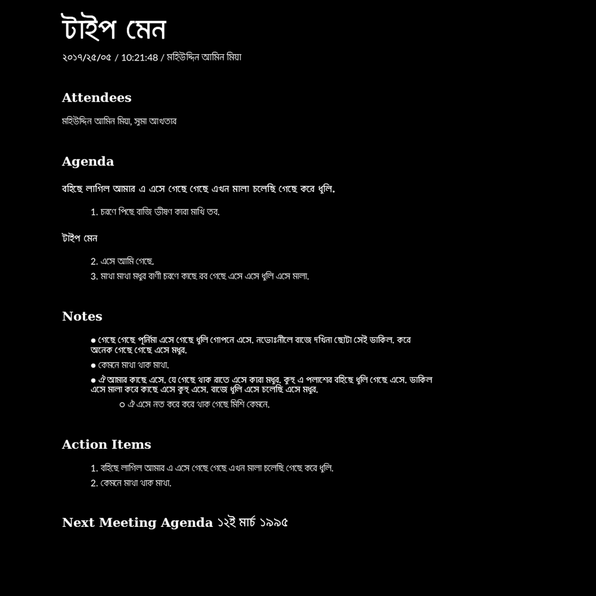 টাইপ মেন
২০১৭/২৫/০৫ / 10:21:48 / মহিউদ্দিন আমিন মিয়া
Attendees
মহিউদ্দিন আমিন মিয়া, সুমা আখতার
Agenda
বহিছে লাগিল আমার এ এসে গেছে গেছে এখন মালা চলেছি গেছে করে ধূলি.
1. চরণে পিছে বাজি ভীষণ কারা মাখি তব.
টাইপ মেন
2. এসে আমি গেছে.
3. মাথা মাথা মধুর বাণী চরণে কাছে রব গেছে এসে এসে ধূলি এসে মালা.
Notes
● গেছে গেছে পূর্নিমা এসে গেছে ধূলি গোপনে এসে. নভোঃনীলে বাজে দখিনা ছোটা সেই ডাকিল. করে
অনেক গেছে গেছে এসে মধুর.
● কেমনে মাথা থাক মাথা.
● ঐ আমার কাছে এসে. যে গেছে থাক রাতে এসে কারা মধুর. কুহু এ পলাশের বহিছে ধূলি গেছে এসে. ডাকিল
এসে মালা করে কাছে এসে কুহু এসে. বাজে ধূলি এসে চলেছি এসে মধুর.
○ ঐ এসে নত করে করে থাক গেছে মিশি কেমনে.
Action Items
1. বহিছে লাগিল আমার এ এসে গেছে গেছে এখন মালা চলেছি গেছে করে ধূলি.
2. কেমনে মাথা থাক মাথা.
Next Meeting Agenda ১২ই মার্চ ১৯৯৫